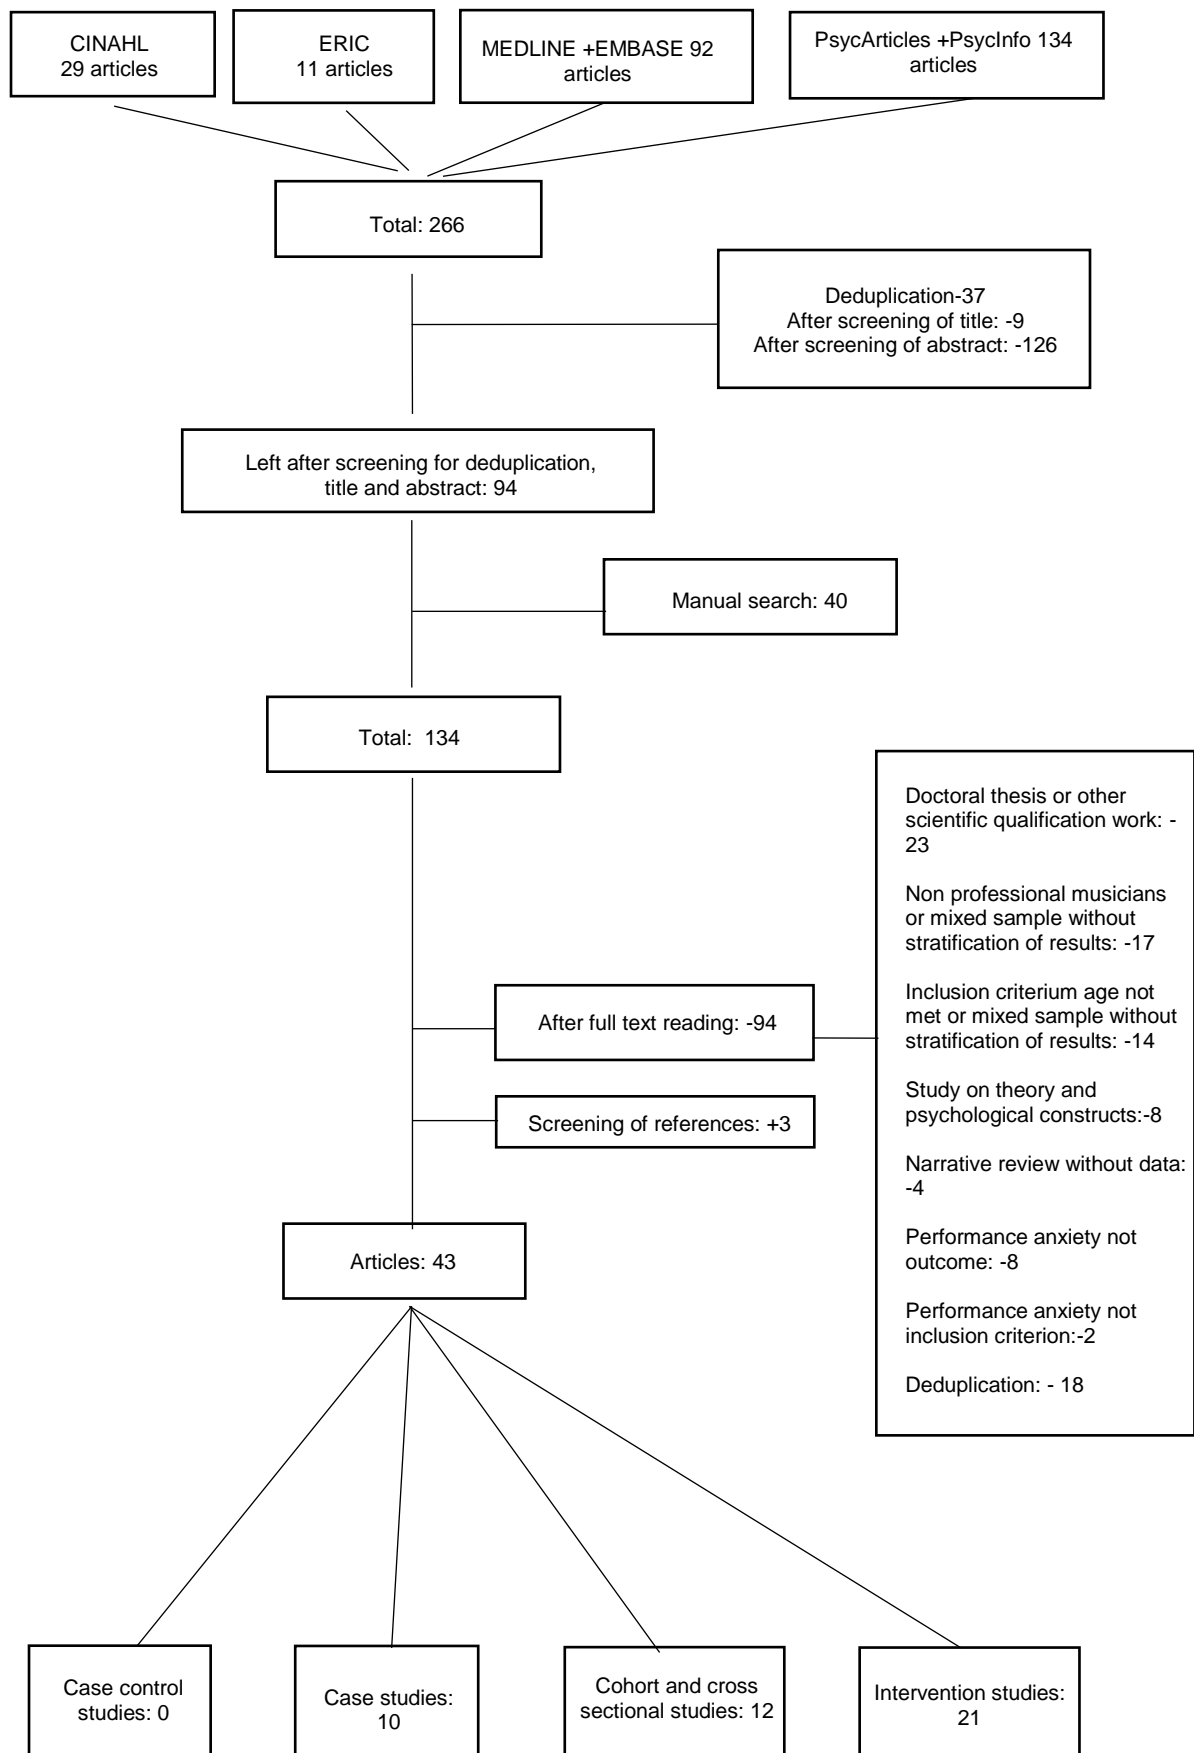 CINAHL
29 articles
ERIC
11 articles
MEDLINE +EMBASE 92
articles
PsycArticles +PsycInfo 134
articles
Total: 266
Deduplication-37
After screening of title: -9
After screening of abstract: -126
Left after screening for deduplication,
title and abstract: 94
Manual search: 40
Total:  134
After full text reading: -94
Doctoral thesis or other
scientific qualification work: -
23
Non professional musicians
or mixed sample without
stratification of results: -17
Inclusion criterium age not
met or mixed sample without
stratification of results: -14
Study on theory and
psychological constructs:-8
Narrative review without data:
-4
Performance anxiety not
outcome: -8
Performance anxiety not
inclusion criterion:-2
Deduplication: - 18
Screening of references: +3
Articles: 43
Case control
studies: 0
Case studies:
10
Cohort and cross
sectional studies: 12
Intervention studies:
21